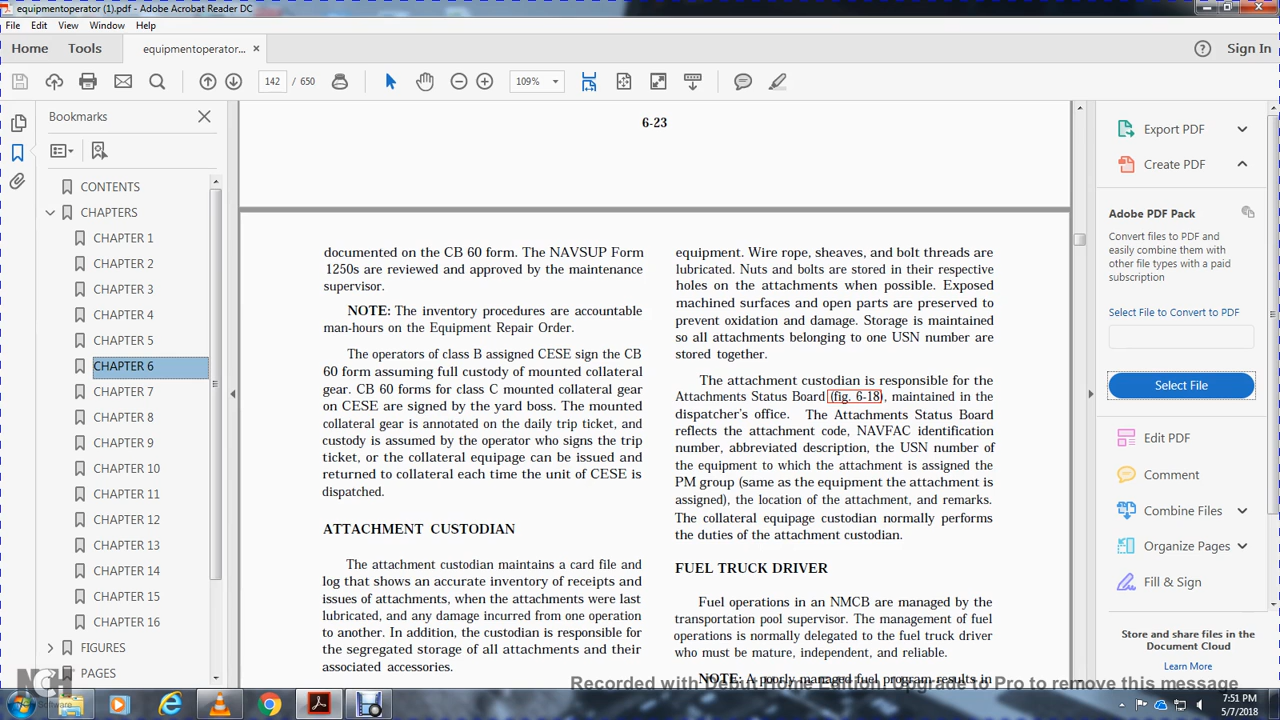 equipmentoperator (1).pdf - Adobe Acrobat Reader DC
File Edit View Window Help
Home Tools equipmentoperator... × Sign In
142 / 650 109%
Bookmarks
CONTENTS
CHAPTERS
CHAPTER 1
CHAPTER 2
CHAPTER 3
CHAPTER 4
CHAPTER 5
CHAPTER 6
CHAPTER 7
CHAPTER 8
CHAPTER 9
CHAPTER 10
CHAPTER 11
CHAPTER 12
CHAPTER 13
CHAPTER 14
CHAPTER 15
CHAPTER 16
FIGURES
PAGES
6-23
documented on the CB 60 form. The NAVSUP Form
1250s are reviewed and approved by the maintenance
supervisor.
NOTE: The inventory procedures are accountable
man-hours on the Equipment Repair Order.
The operators of class B assigned CESE sign the CB
60 form assuming full custody of mounted collateral
gear. CB 60 forms for class C mounted collateral gear
on CESE are signed by the yard boss. The mounted
collateral gear is annotated on the daily trip ticket, and
custody is assumed by the operator who signs the trip
ticket, or the collateral equipage can be issued and
returned to collateral each time the unit of CESE is
dispatched.
ATTACHMENT CUSTODIAN
The attachment custodian maintains a card file and
log that shows an accurate inventory of receipts and
issues of attachments, when the attachments were last
lubricated, and any damage incurred from one operation
to another. In addition, the custodian is responsible for
the segregated storage of all attachments and their
associated accessories.
equipment. Wire rope, sheaves, and bolt threads are
lubricated. Nuts and bolts are stored in their respective
holes on the attachments when possible. Exposed
machined surfaces and open parts are preserved to
prevent oxidation and damage. Storage is maintained
so all attachments belonging to one USN number are
stored together.
The attachment custodian is responsible for the
Attachments Status Board (fig. 6-18), maintained in the
dispatcher's office. The Attachments Status Board
reflects the attachment code, NAVFAC identification
number, abbreviated description, the USN number of
the equipment to which the attachment is assigned the
PM group (same as the equipment the attachment is
assigned), the location of the attachment, and remarks.
The collateral equipage custodian normally performs
the duties of the attachment custodian.
FUEL TRUCK DRIVER
Fuel operations in an NMCB are managed by the
transportation pool supervisor. The management of fuel
operations is normally delegated to the fuel truck driver
who must be mature, independent, and reliable.
NOTE: A poorly managed fuel program results in
Export PDF
Create PDF
Adobe PDF Pack
Convert files to PDF and
easily combine them with
other file types with a paid
subscription
Select File to Convert to PDF
Select File
Edit PDF
Comment
Combine Files
Organize Pages
Fill & Sign
Store and share files in the
Document Cloud
Learn More
Recorded with Debut Home Edition. Upgrade to Pro to remove this message
NCH
Software
7:51 PM
5/7/2018